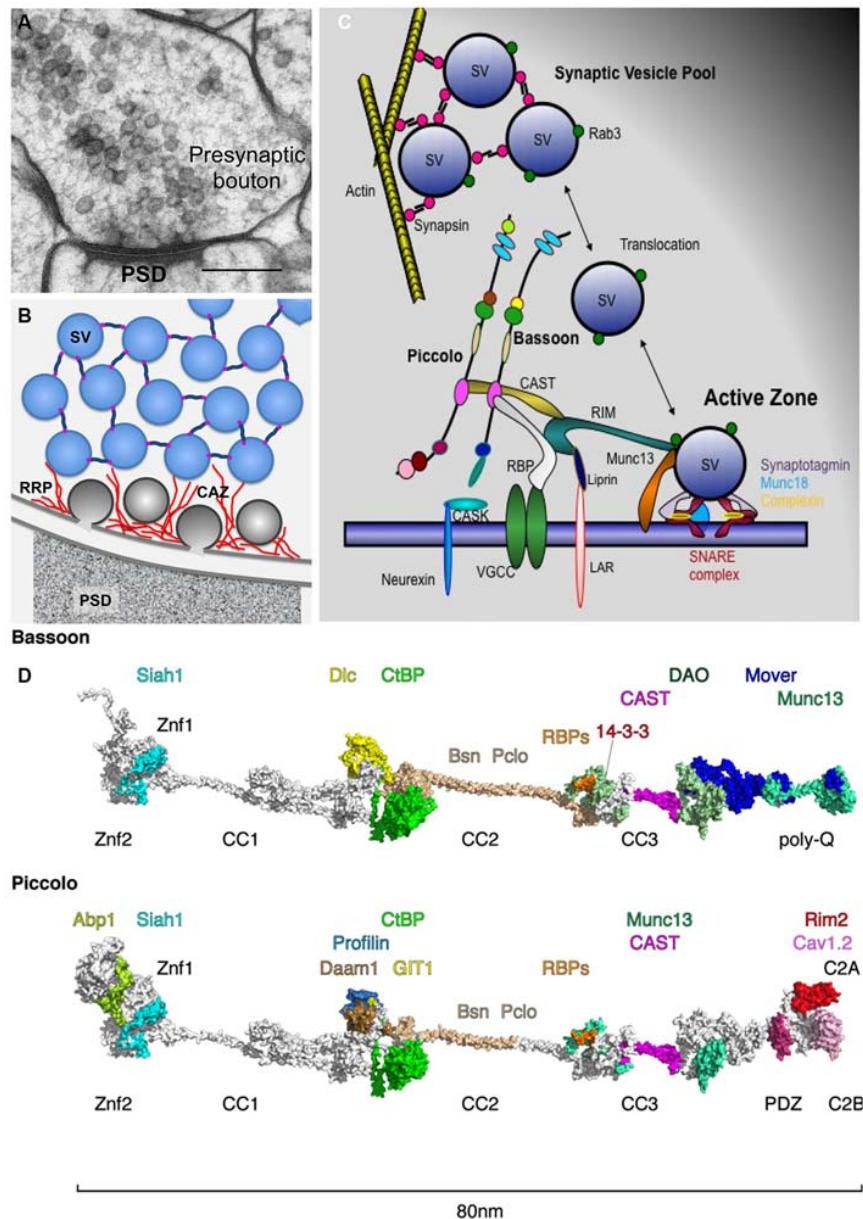 A
Presynaptic
bouton
PSD
B
SV
RRP
CAZ
PSD
C
SV
Synaptic Vesicle Pool
SV
SV
Rab3
Actin
Synapsin
Translocation
SV
Piccolo
Bassoon
CAST
Active Zone
RIM
Munc13
SV
RBP
Liprin
Synaptotagmin
Munc18
Complexin
CASK
SNARE
complex
Neurexin
VGCC
LAR
Bassoon
D
Siah1
Dlc
CtBP
DAO
Mover
CAST
Munc13
Znf1
RBPs
14-3-3
Bsn Pclo
Znf2
CC1
CC2
CC3
poly-Q
Piccolo
Abp1
Siah1
CtBP
Munc13
Rim2
Profilin
CAST
Cav1.2
Znf1
Daam1
GIT1
RBPs
C2A
Bsn Pclo
Znf2
CC1
CC2
CC3
PDZ
C2B
80nm